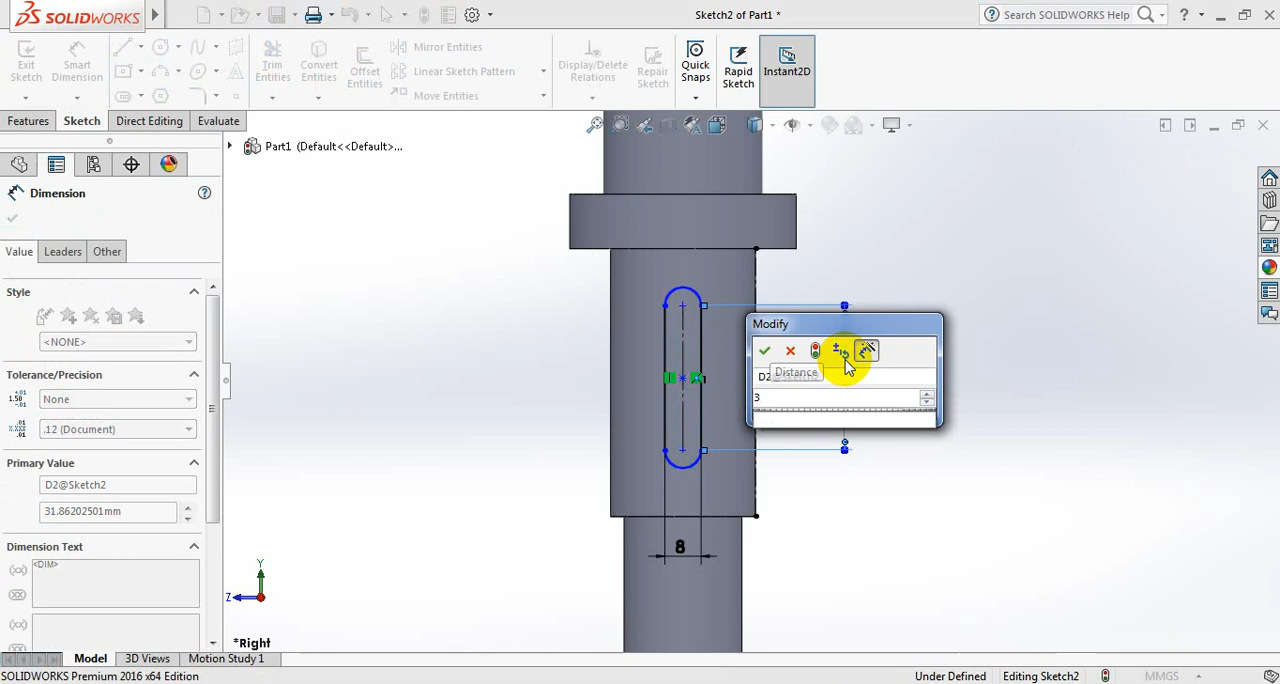 SOLIDWORKS
Sketch2 of Part1 *
Search SOLIDWORKS Help
?
Exit Sketch
Smart Dimension
Trim Entities
Convert Entities
Offset Entities
Mirror Entities
Linear Sketch Pattern
Move Entities
Display/Delete Relations
Repair Sketch
Quick Snaps
Rapid Sketch
Instant2D
Features
Sketch
Direct Editing
Evaluate
Part1 (Default<<Default>...
Dimension
Value
Leaders
Other
Style
<NONE>
Tolerance/Precision
1.50
None
.12 (Document)
Primary Value
D2@Sketch2
31.86202501mm
Dimension Text
<DIM>
Modify
Distance
3
8
Y
Z
*Right
Model
3D Views
Motion Study 1
SOLIDWORKS Premium 2016 x64 Edition
Under Defined
Editing Sketch2
MMGS